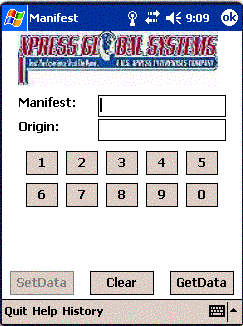 Manifest 9:09 ok
XPRESS GLOBAL SYSTEMS
A U.S. XPRESS ENTERPRISES COMPANY
Manifest:
Origin:
1 2 3 4 5
6 7 8 9 0
SetData Clear GetData
Quit Help History